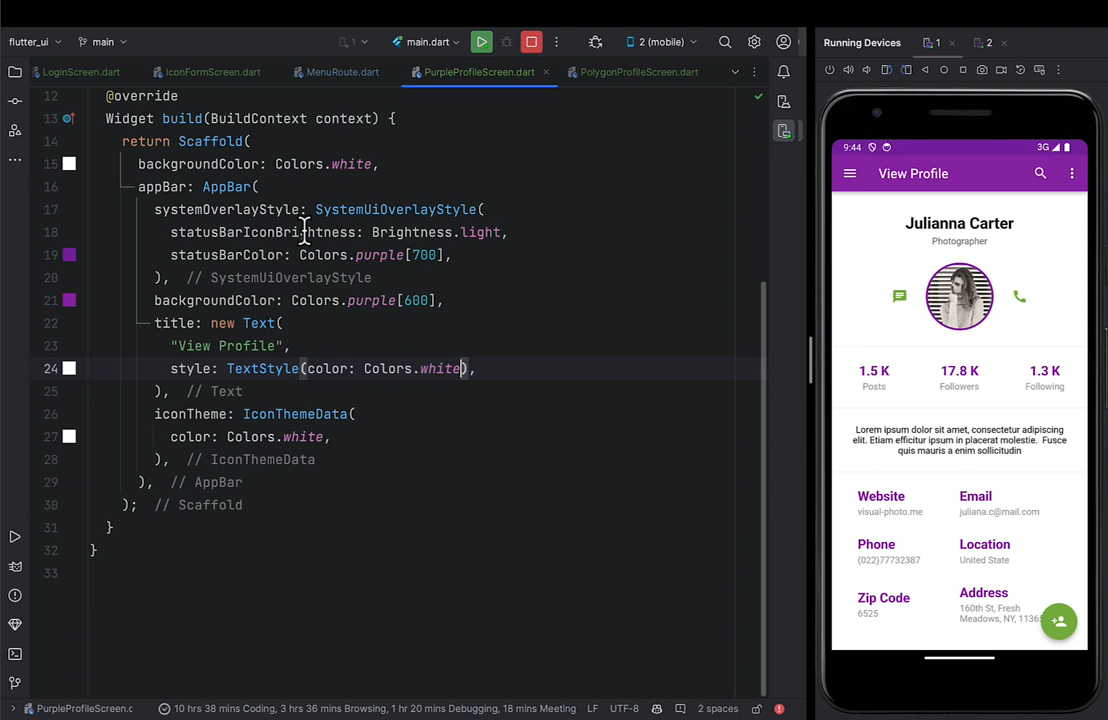 flutter_ui
main
1
main.dart
2 (mobile)
Running Devices
1
2
LoginScreen.dart
IconFormScreen.dart
MenuRoute.dart
PurpleProfileScreen.dart
PolygonProfileScreen.dart
12 @override
13 Widget build(BuildContext context) {
14 return Scaffold(
15 backgroundColor: Colors.white,
16 appBar: AppBar(
17 systemOverlayStyle: SystemUiOverlayStyle(
18 statusBarIconBrightness: Brightness.light,
19 statusBarColor: Colors.purple[700],
20 ), // SystemUiOverlayStyle
21 backgroundColor: Colors.purple[600],
22 title: new Text(
23 "View Profile",
24 style: TextStyle(color: Colors.white),
25 ), // Text
26 iconTheme: IconThemeData(
27 color: Colors.white,
28 ), // IconThemeData
29 ), // AppBar
30 ); // Scaffold
31 }
32 }
33
9:44
3G
View Profile
Julianna Carter
Photographer
1.5 K
17.8 K
1.3 K
Posts
Followers
Following
Lorem ipsum dolor sit amet, consectetur adipiscing
elit. Etiam efficitur ipsum in placerat molestie. Fusce
quis mauris a enim sollicitudin
Website
Email
visual-photo.me
juliana.c@mail.com
Phone
Location
(022)77732387
United State
Zip Code
Address
6525
160th St, Fresh
Meadows, NY, 1136
PurpleProfileScreen.c
10 hrs 38 mins Coding, 3 hrs 36 mins Browsing, 1 hr 20 mins Debugging, 18 mins Meeting
LF
UTF-8
2 spaces